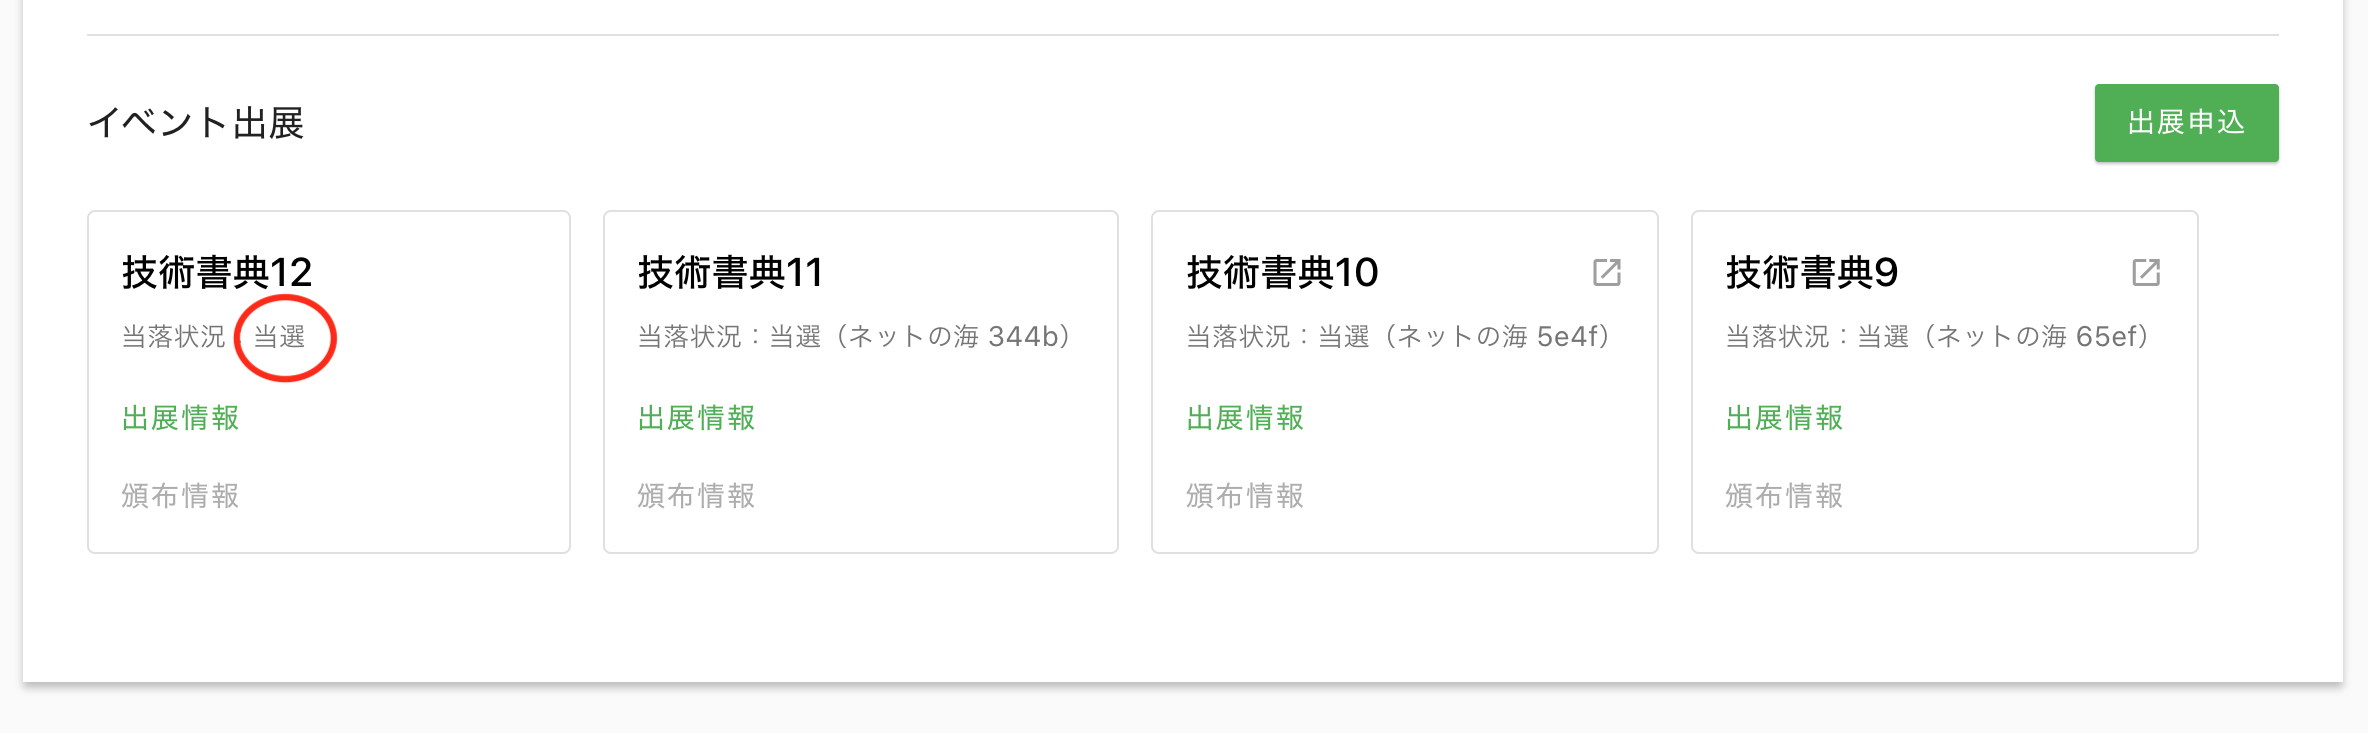 イベント出展
出展申込
技術書典12
当落状況：当選
出展情報
頒布情報
技術書典11
当落状況：当選（ネットの海 344b）
出展情報
頒布情報
技術書典10
当落状況：当選（ネットの海 5e4f）
出展情報
頒布情報
技術書典9
当落状況：当選（ネットの海 65ef）
出展情報
頒布情報